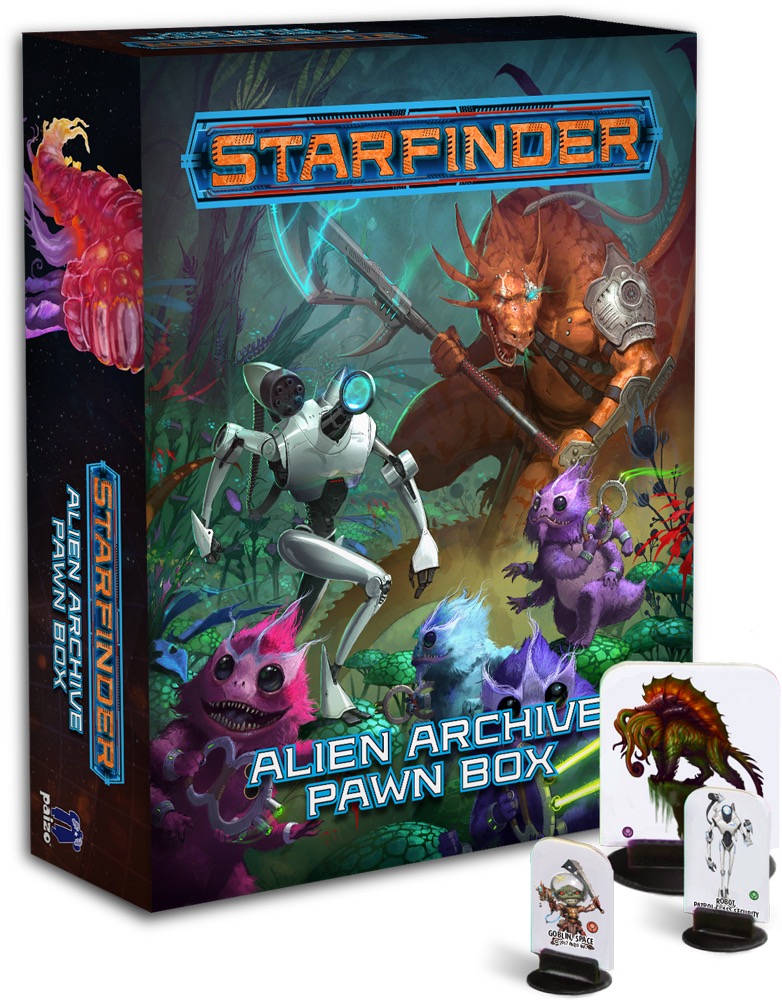 STARFINDER
ALIEN ARCHIVE
PAWN BOX
STARFINDER
ALIEN ARCHIVE
PAWN BOX
paizo
GOBLIN, SPACE
ROBOT,